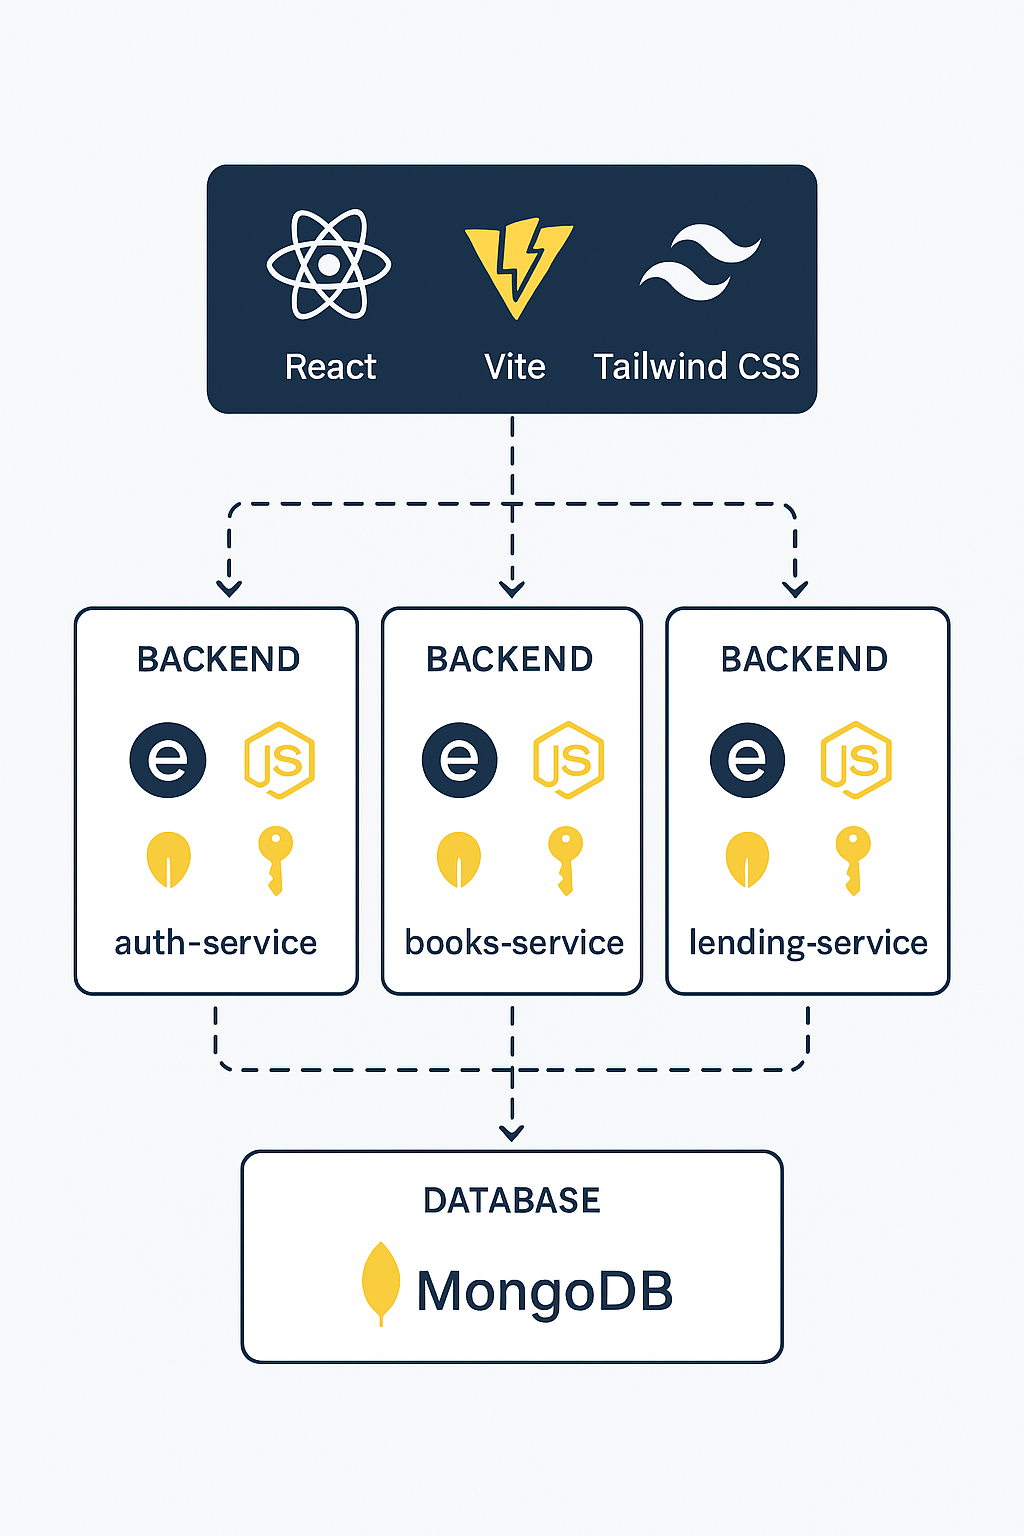 React
Vite
Tailwind CSS
BACKEND
e
JS
auth-service
BACKEND
e
JS
books-service
BACKEND
e
JS
lending-service
DATABASE
MongoDB